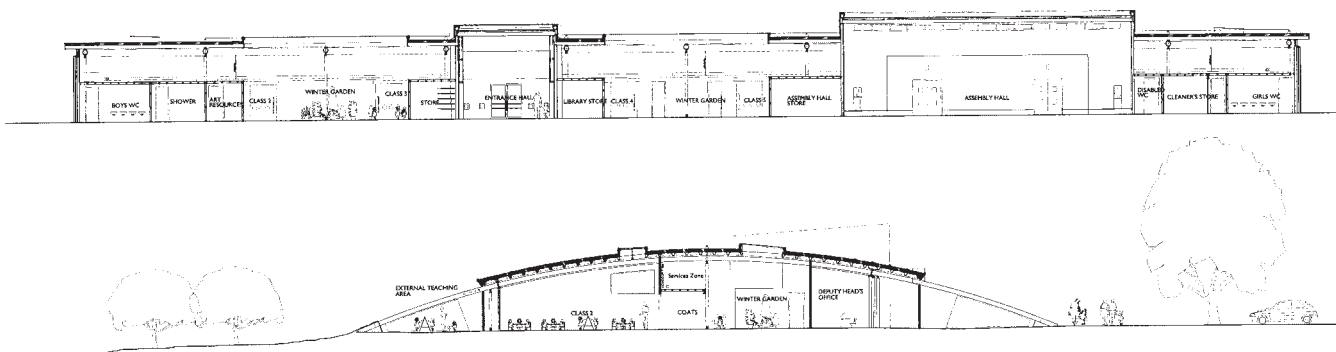 BOYS WC
SHOWER
ART
RESOURCES
CLASS 2
WINTER GARDEN
CLASS 3
STORE
ENTRANCE HALL
LIBRARY STORE
CLASS 4
WINTER GARDEN
CLASS 5
ASSEMBLY HALL
STORE
ASSEMBLY HALL
DISABLED
WC
CLEANER'S STORE
GIRLS WC
EXTERNAL TEACHING
AREA
CLASS 2
Services Zone
COATS
WINTER GARDEN
DEPUTY HEAD'S
OFFICE